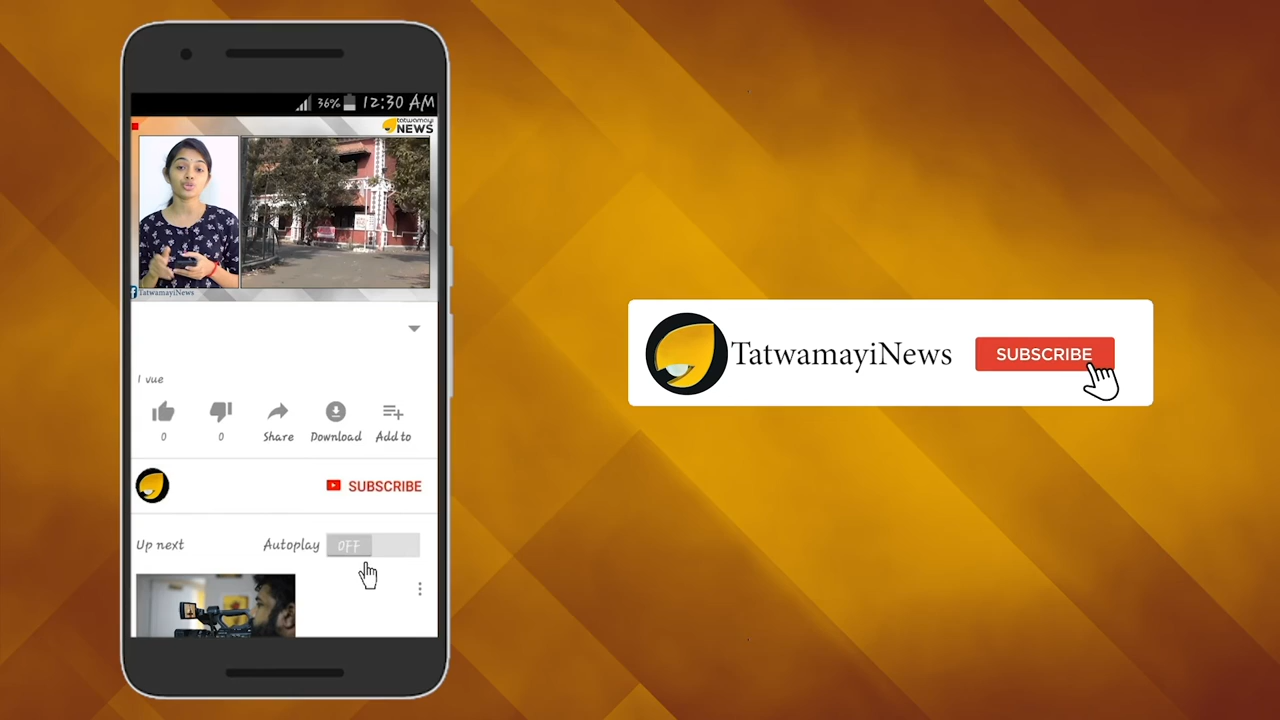 36% 12:30 AM
tatwamayi
NEWS
TatwamayiNews
1 vue
0 0 Share Download Add to
SUBSCRIBE
Up next Autoplay OFF
TatwamayiNews SUBSCRIBE